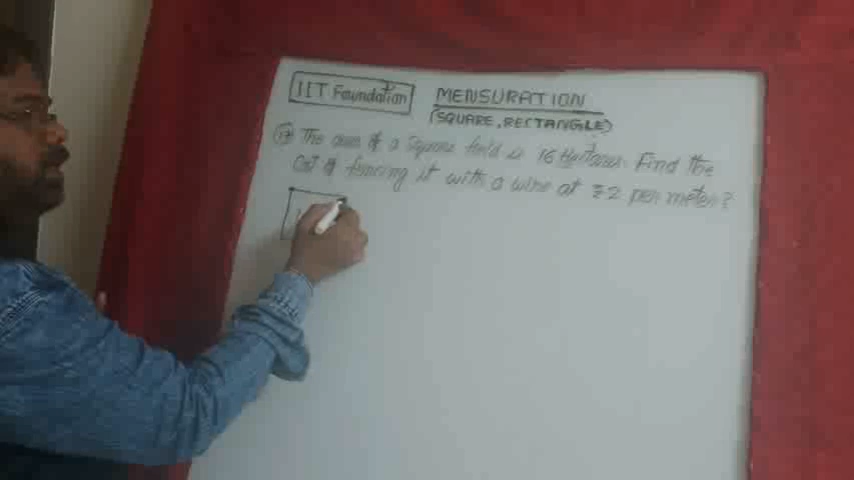 IIT Foundation
MENSURATION
(SQUARE, RECTANGLE)
17 The area of a Square field is 16 Hectares. Find the
Cost of fencing it with a wire at ₹2 per meter?